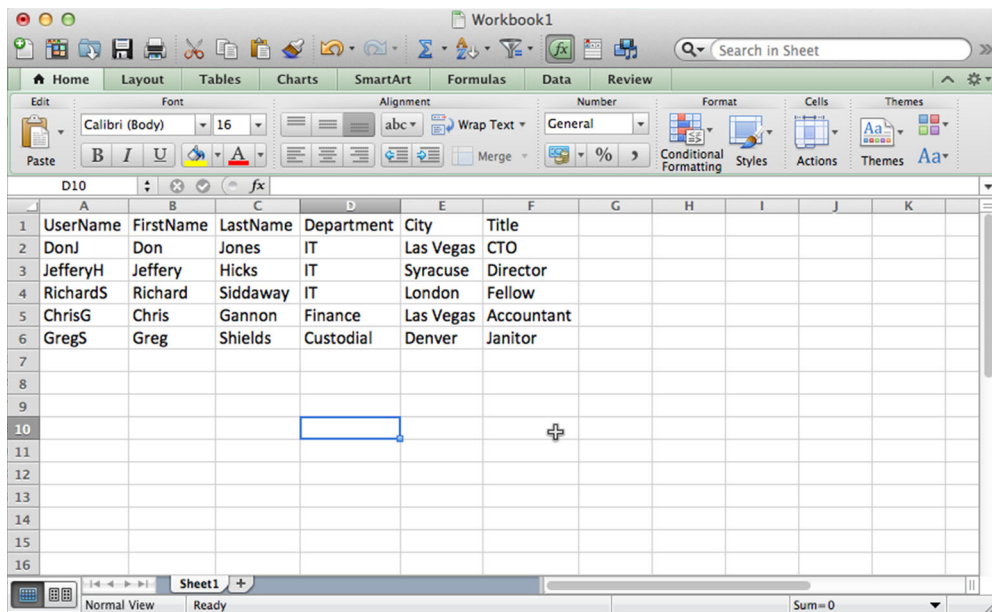 Workbook1
Search in Sheet
Home Layout Tables Charts SmartArt Formulas Data Review
Edit Font Alignment Number Format Cells Themes
Calibri (Body) 16 abc Wrap Text General
Paste B I U A Merge % , Conditional Formatting Styles Actions Themes Aa
D10 fx
A B C D E F G H I J K
1 UserName FirstName LastName Department City Title
2 DonJ Don Jones IT Las Vegas CTO
3 JefferyH Jeffery Hicks IT Syracuse Director
4 RichardS Richard Siddaway IT London Fellow
5 ChrisG Chris Gannon Finance Las Vegas Accountant
6 GregS Greg Shields Custodial Denver Janitor
7
8
9
10
11
12
13
14
15
16
Sheet1 +
Normal View Ready Sum=0